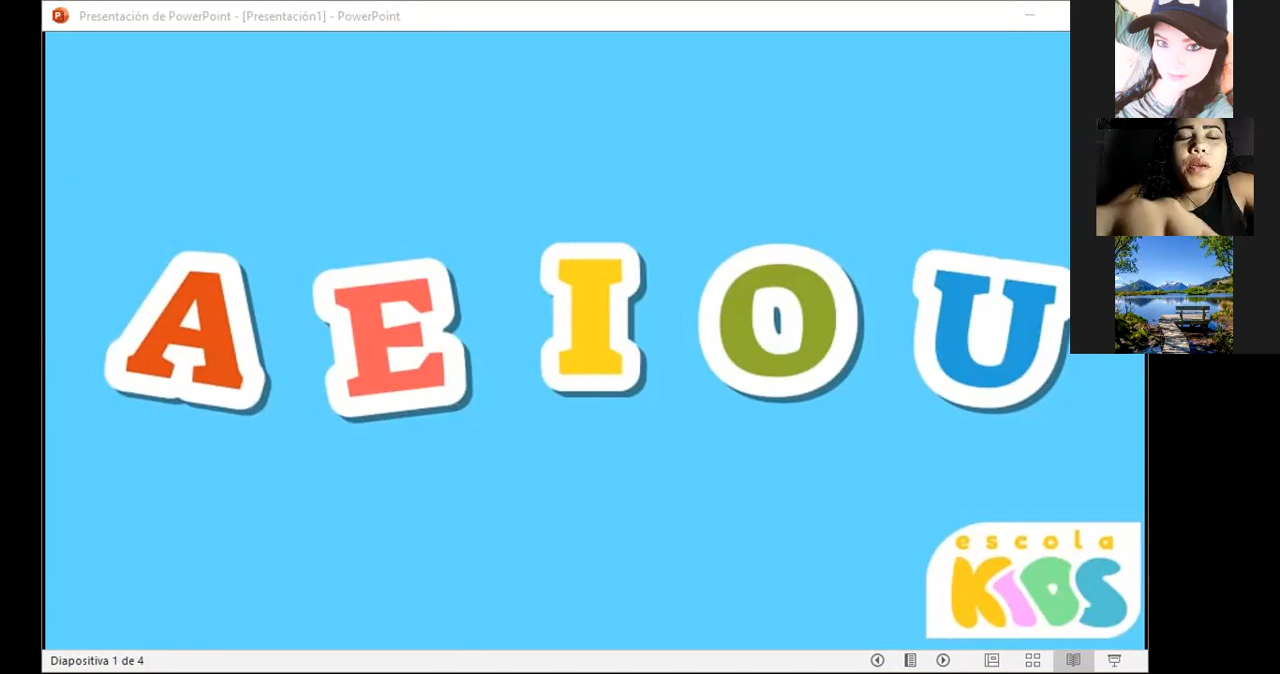 Presentación de PowerPoint - [Presentación1] - PowerPoint
A E I O U
escola
KIDS
Diapositiva 1 de 4